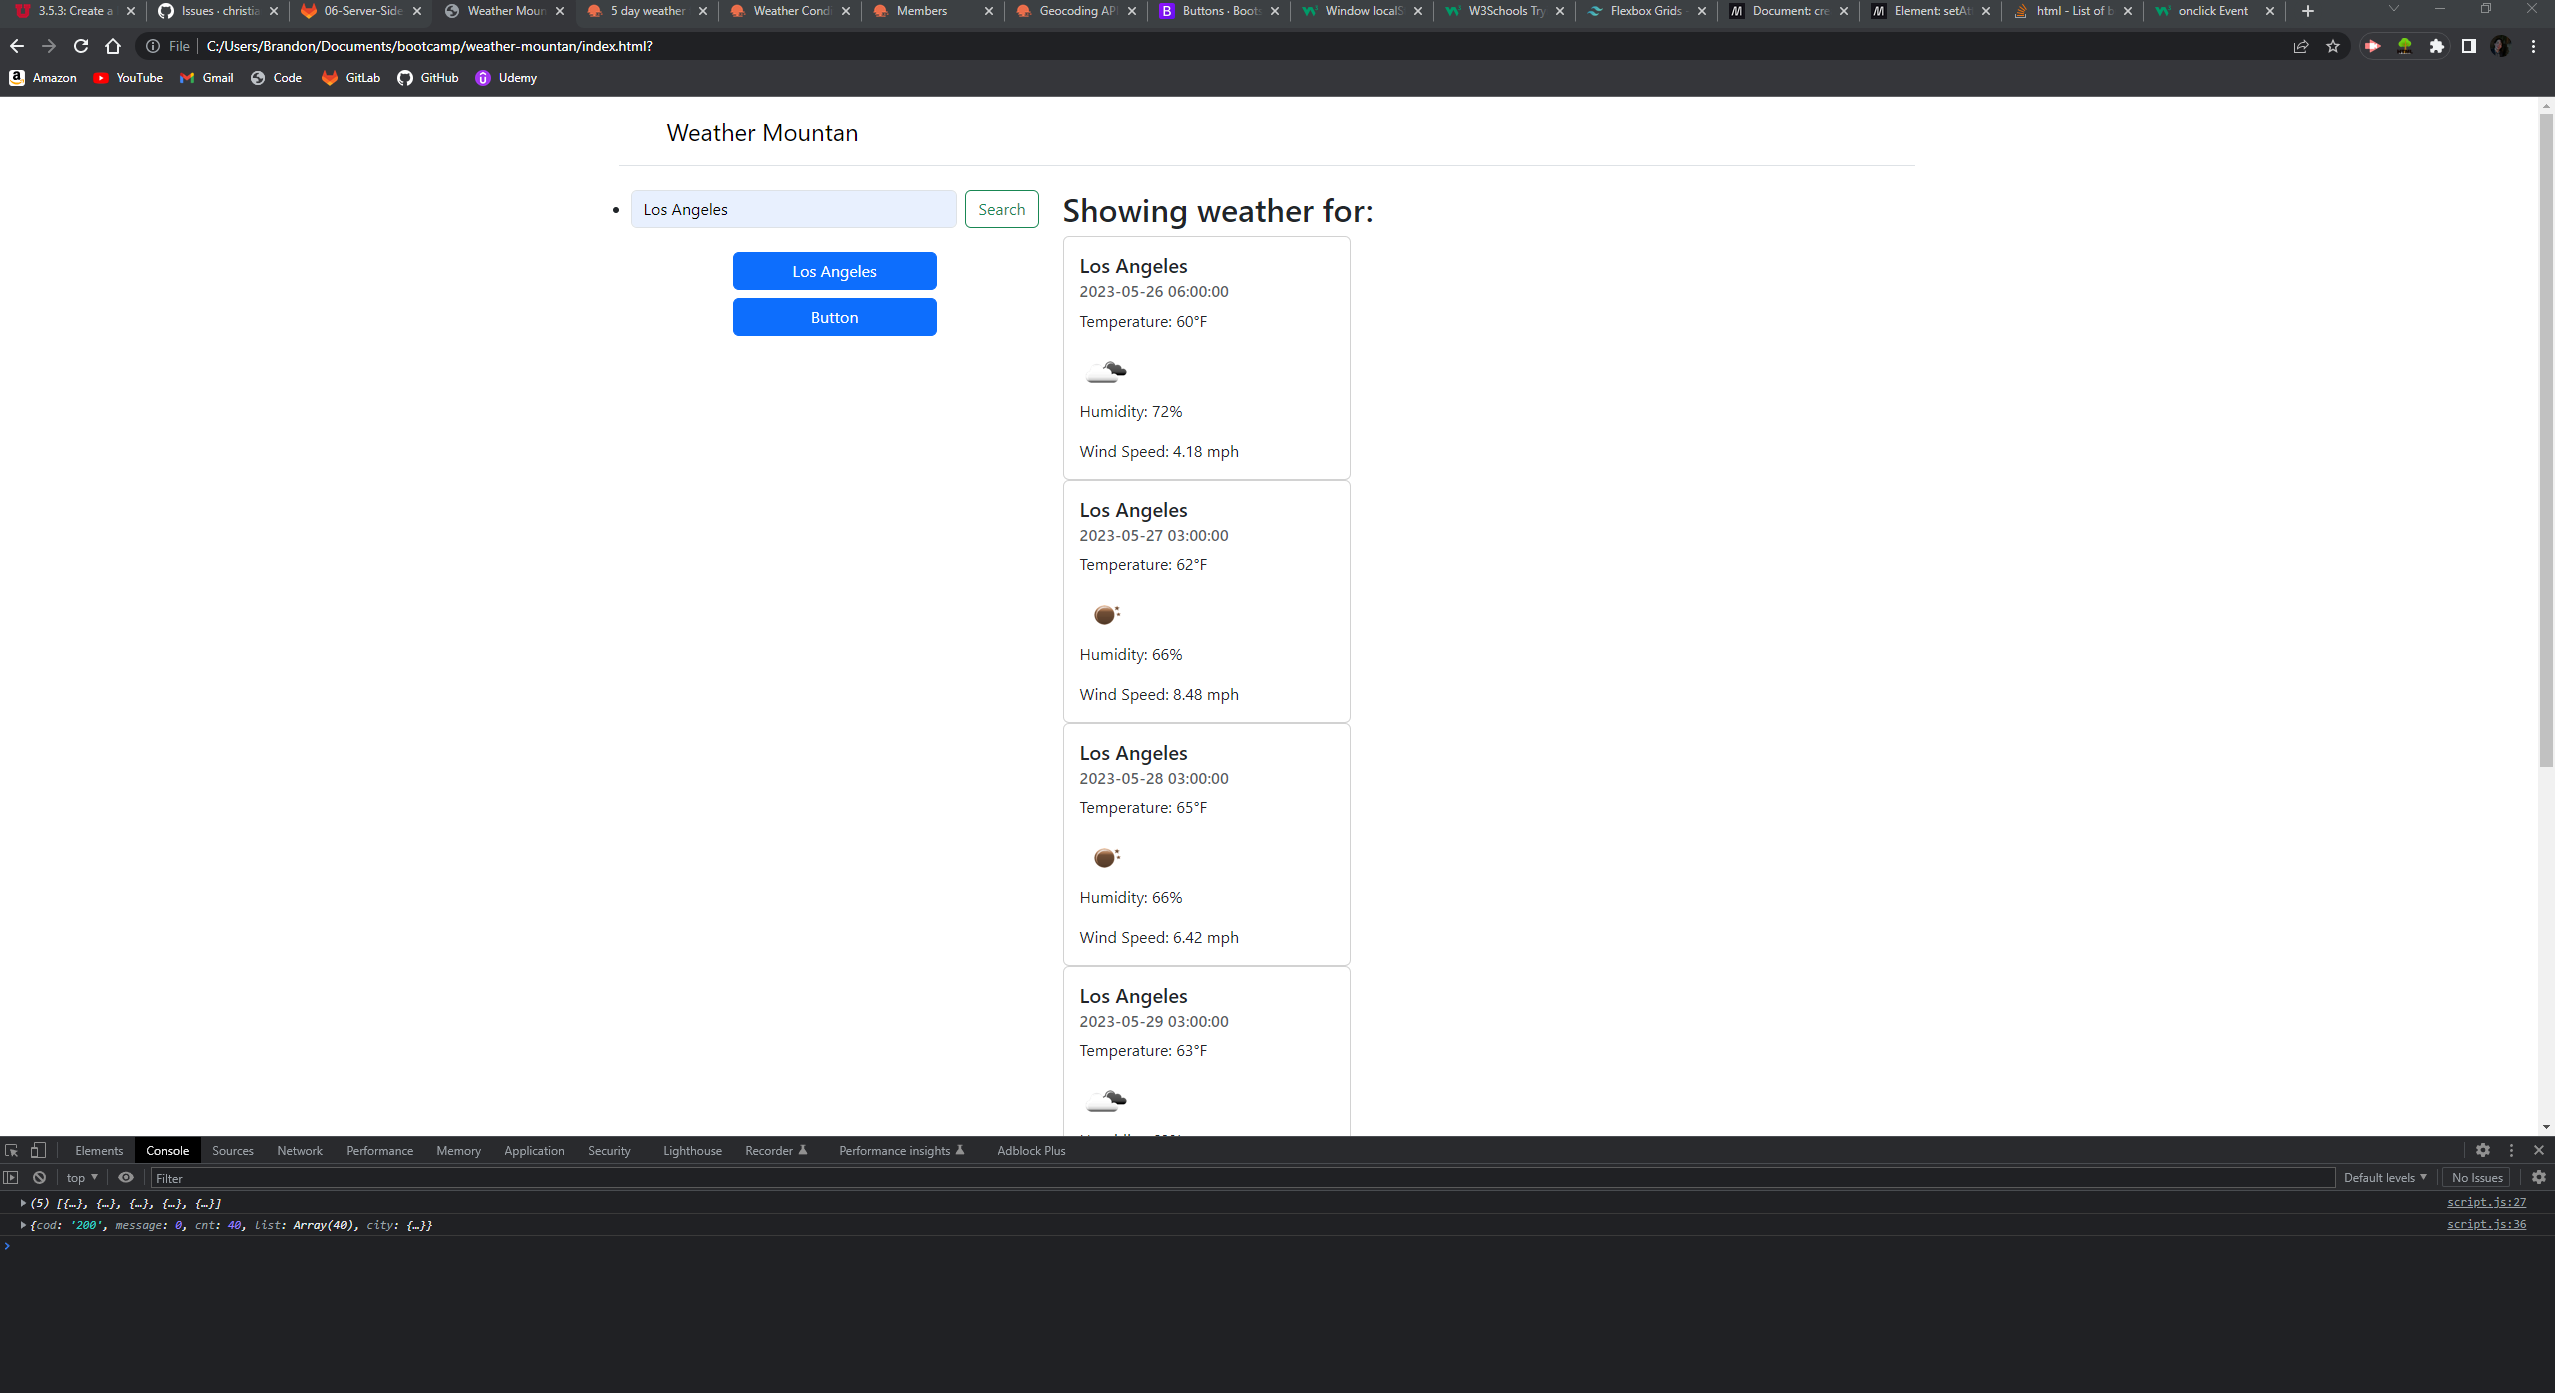 3.5.3: Create a
Issues · christia
06-Server-Side
Weather Moun
5 day weather
Weather Condi
Members
Geocoding API
Buttons · Boots
Window localS
W3Schools Try
Flexbox Grids
Document: cre
Element: setAt
html - List of b
onclick Event
File
C:/Users/Brandon/Documents/bootcamp/weather-mountan/index.html?
Amazon YouTube Gmail Code GitLab GitHub Udemy
Weather Mountan
Los Angeles
Search
Los Angeles
Button
Showing weather for:
Los Angeles
2023-05-26 06:00:00
Temperature: 60°F
Humidity: 72%
Wind Speed: 4.18 mph
Los Angeles
2023-05-27 03:00:00
Temperature: 62°F
Humidity: 66%
Wind Speed: 8.48 mph
Los Angeles
2023-05-28 03:00:00
Temperature: 65°F
Humidity: 66%
Wind Speed: 6.42 mph
Los Angeles
2023-05-29 03:00:00
Temperature: 63°F
Elements Console Sources Network Performance Memory Application Security Lighthouse Recorder Performance insights Adblock Plus
top Filter Default levels No Issues
(5) [{…}, {…}, {…}, {…}, {…}] script.js:27
{cod: '200', message: 0, cnt: 40, list: Array(40), city: {…}} script.js:36